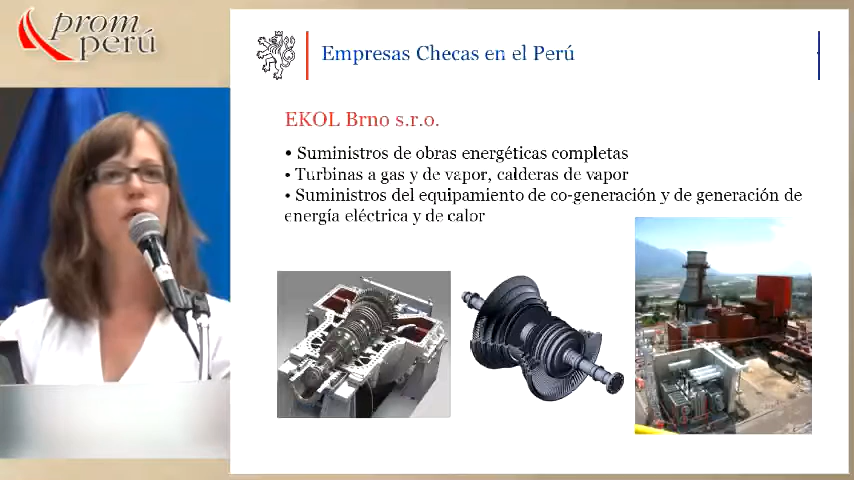 prom
perú
Empresas Checas en el Perú
EKOL Brno s.r.o.
• Suministros de obras energéticas completas
• Turbinas a gas y de vapor, calderas de vapor
• Suministros del equipamiento de co-generación y de generación de
energía eléctrica y de calor